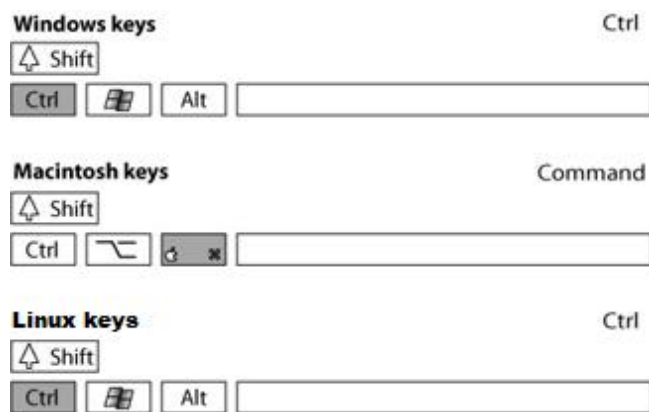 Windows keys Ctrl
Shift
Ctrl Alt
Macintosh keys Command
Shift
Ctrl
Linux keys Ctrl
Shift
Ctrl Alt